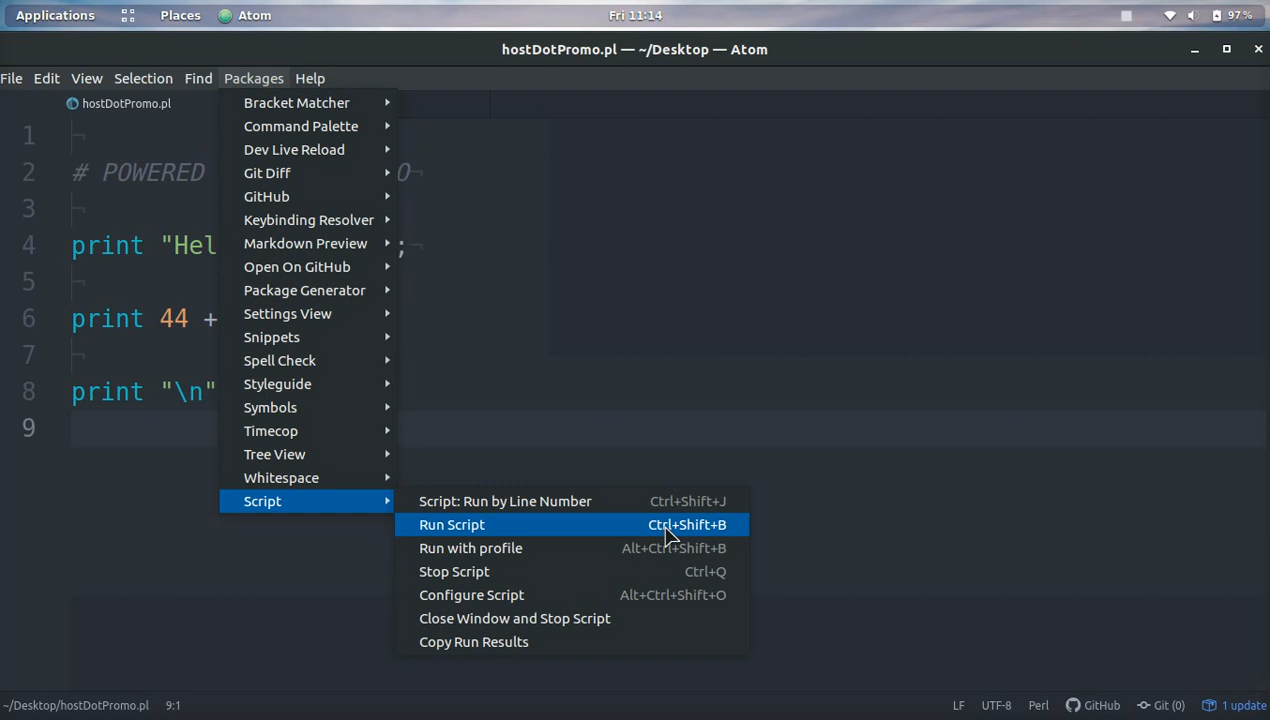 Applications Places Atom Fri 11:14 97%
hostDotPromo.pl — ~/Desktop — Atom
File Edit View Selection Find Packages Help
hostDotPromo.pl
Bracket Matcher
Command Palette
Dev Live Reload
Git Diff
GitHub
Keybinding Resolver
Markdown Preview
Open On GitHub
Package Generator
Settings View
Snippets
Spell Check
Styleguide
Symbols
Timecop
Tree View
Whitespace
Script
Script: Run by Line Number Ctrl+Shift+J
Run Script Ctrl+Shift+B
Run with profile Alt+Ctrl+Shift+B
Stop Script Ctrl+Q
Configure Script Alt+Ctrl+Shift+O
Close Window and Stop Script
Copy Run Results
1 ¬
2 # POWERED O¬
3 ¬
4 print "Hel ;¬
5 ¬
6 print 44 +
7 ¬
8 print "\n"
9
~/Desktop/hostDotPromo.pl 9:1 LF UTF-8 Perl GitHub Git (0) 1 update